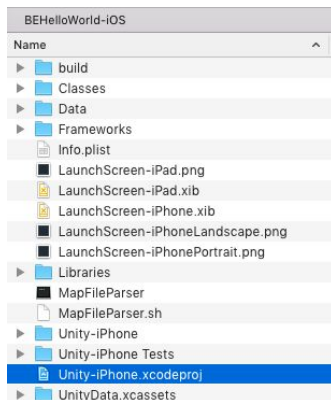 BEHelloWorld-iOS
Name
build
Classes
Data
Frameworks
Info.plist
LaunchScreen-iPad.png
LaunchScreen-iPad.xib
LaunchScreen-iPhone.xib
LaunchScreen-iPhoneLandscape.png
LaunchScreen-iPhonePortrait.png
Libraries
MapFileParser
MapFileParser.sh
Unity-iPhone
Unity-iPhone Tests
Unity-iPhone.xcodeproj
UnityData.xcassets